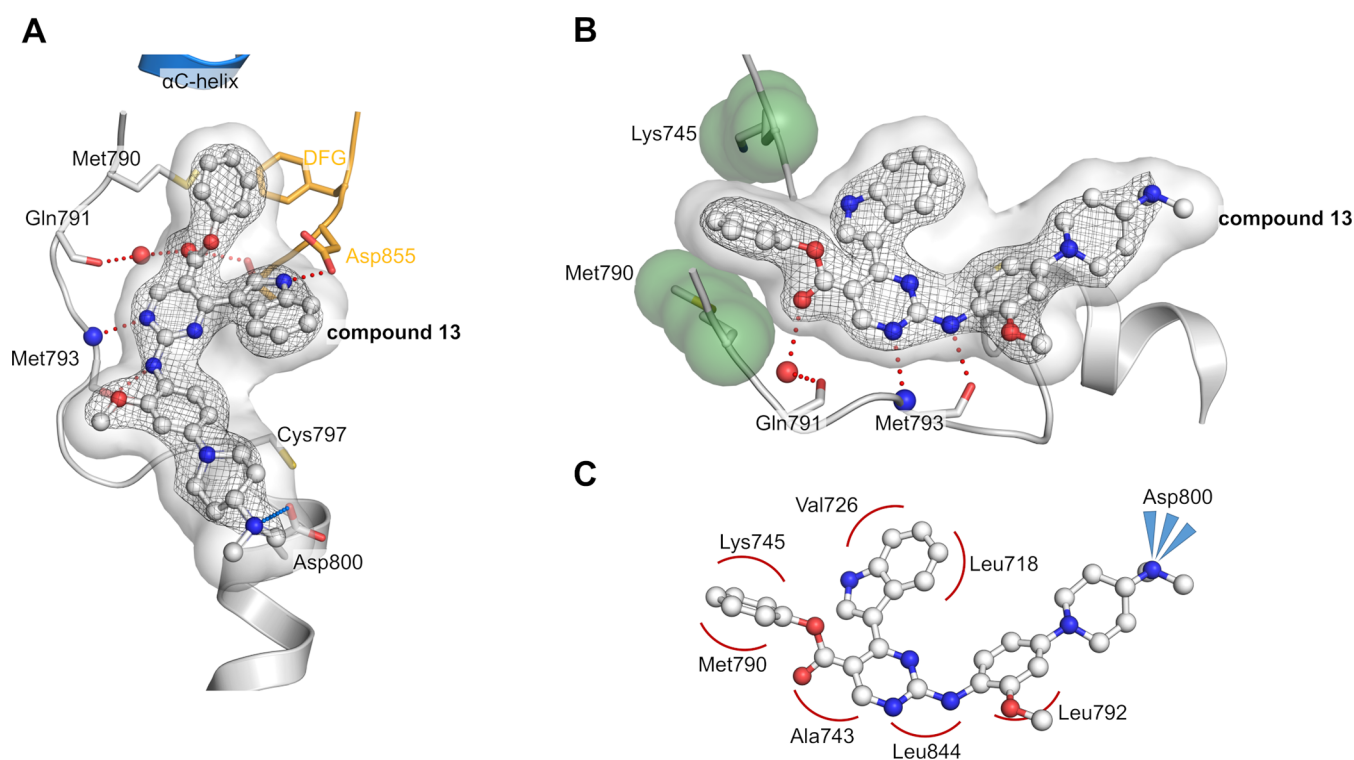 A
αC-helix
Met790
DFG
Gln791
Asp855
compound 13
Met793
Cys797
Asp800
B
Lys745
compound 13
Met790
Gln791
Met793
C
Asp800
Val726
Lys745
Leu718
Met790
Leu792
Ala743
Leu844